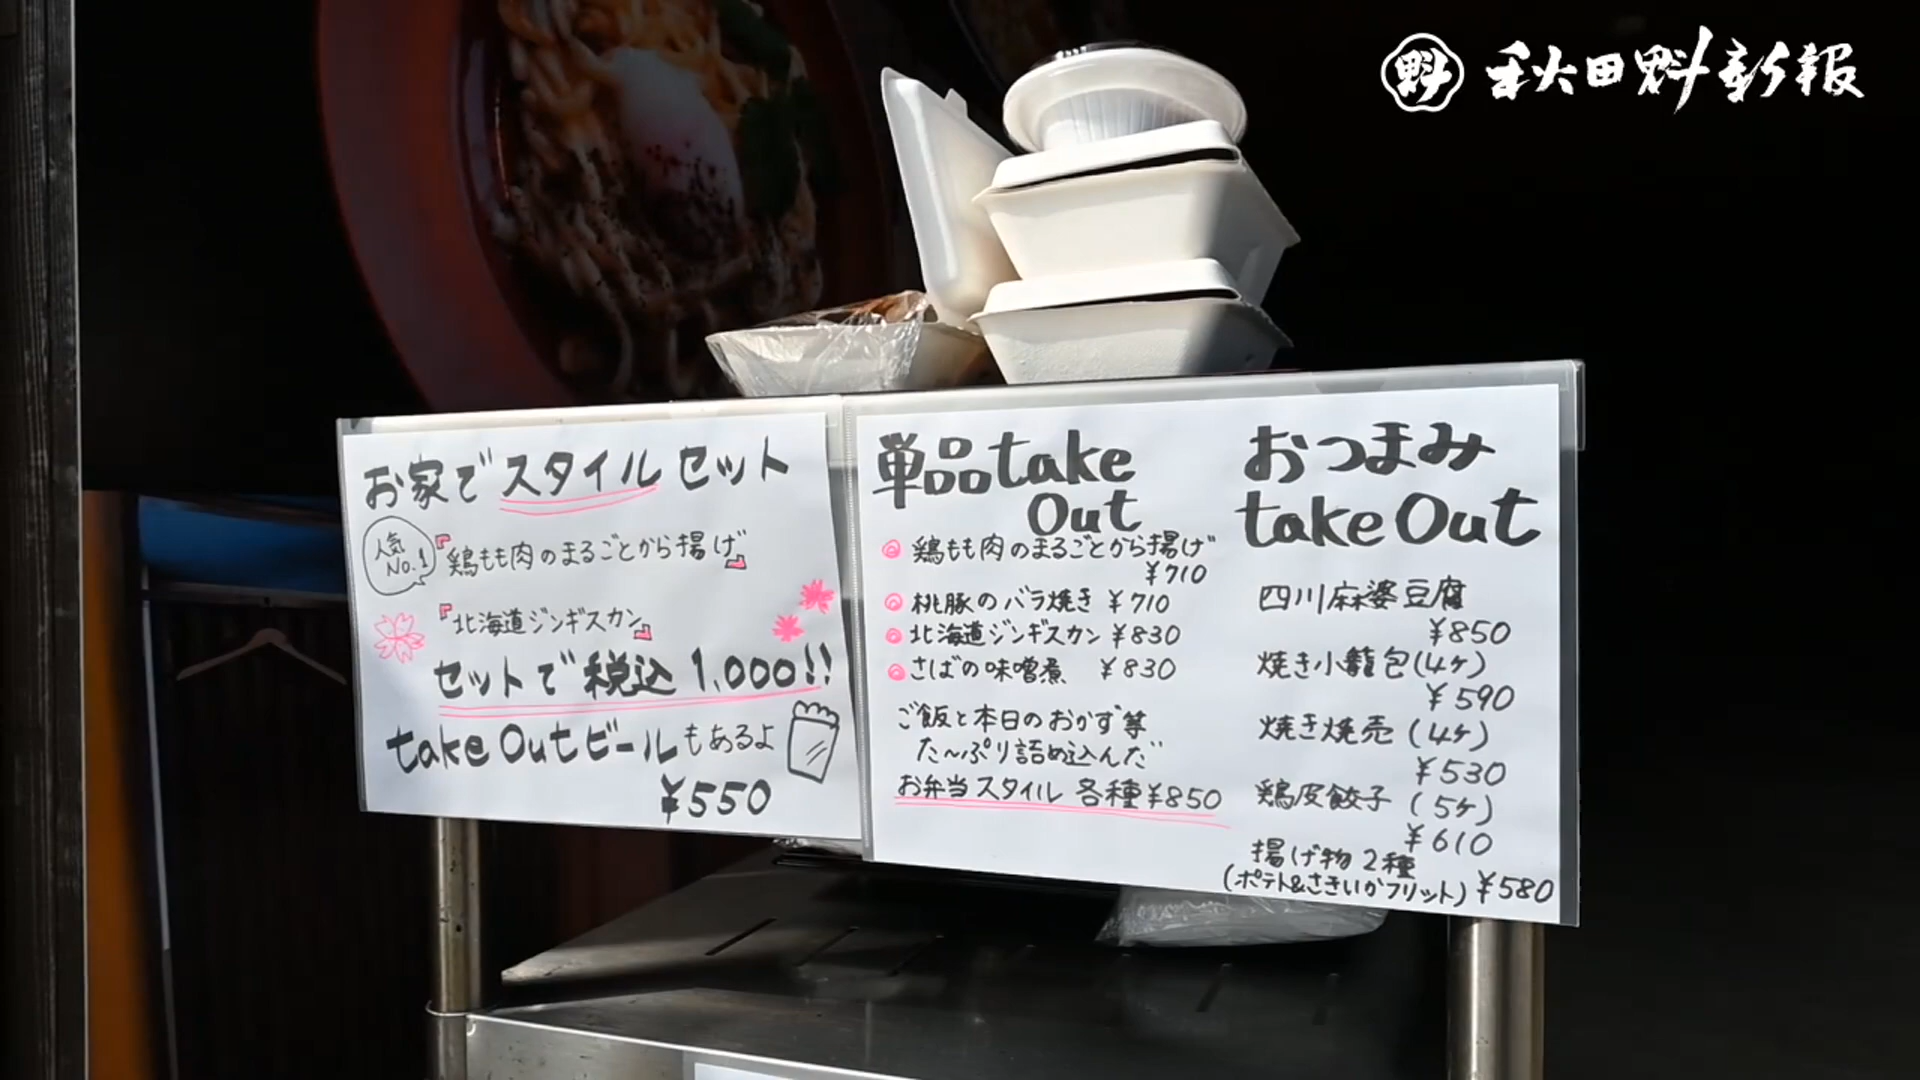 魁 秋田魁新報
お家でスタイルセット
人気
No.1
『鶏もも肉のまるごとから揚げ』
『北海道ジンギスカン』
セットで税込1,000!!
take Outビールもあるよ
¥550
単品take
Out
鶏もも肉のまるごとから揚げ
¥710
桃豚のバラ焼き ¥710
北海道ジンギスカン ¥830
さばの味噌煮 ¥830
ご飯と本日のおかず等
た〜ぷり詰め込んだ
お弁当スタイル 各種¥850
おつまみ
take Out
四川麻婆豆腐
¥850
焼き小籠包(4ヶ)
¥590
焼き焼売(4ヶ)
¥530
鶏皮餃子(5ヶ)
¥610
揚げ物2種
(ポテト&さきいかフリット) ¥580